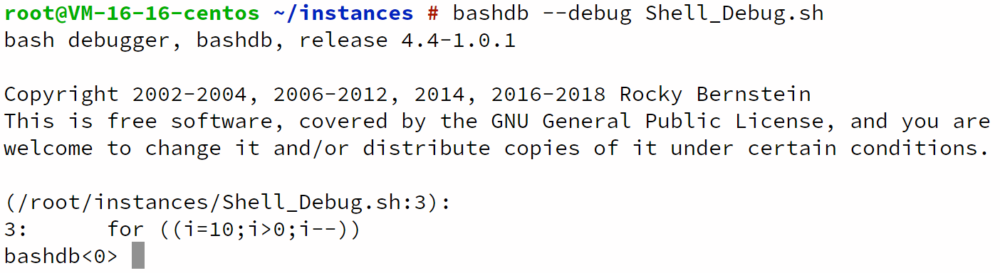 root@VM-16-16-centos ~/instances # bashdb --debug Shell_Debug.sh
bash debugger, bashdb, release 4.4-1.0.1
Copyright 2002-2004, 2006-2012, 2014, 2016-2018 Rocky Bernstein
This is free software, covered by the GNU General Public License, and you are
welcome to change it and/or distribute copies of it under certain conditions.
(/root/instances/Shell_Debug.sh:3):
3:      for ((i=10;i>0;i--))
bashdb<0>